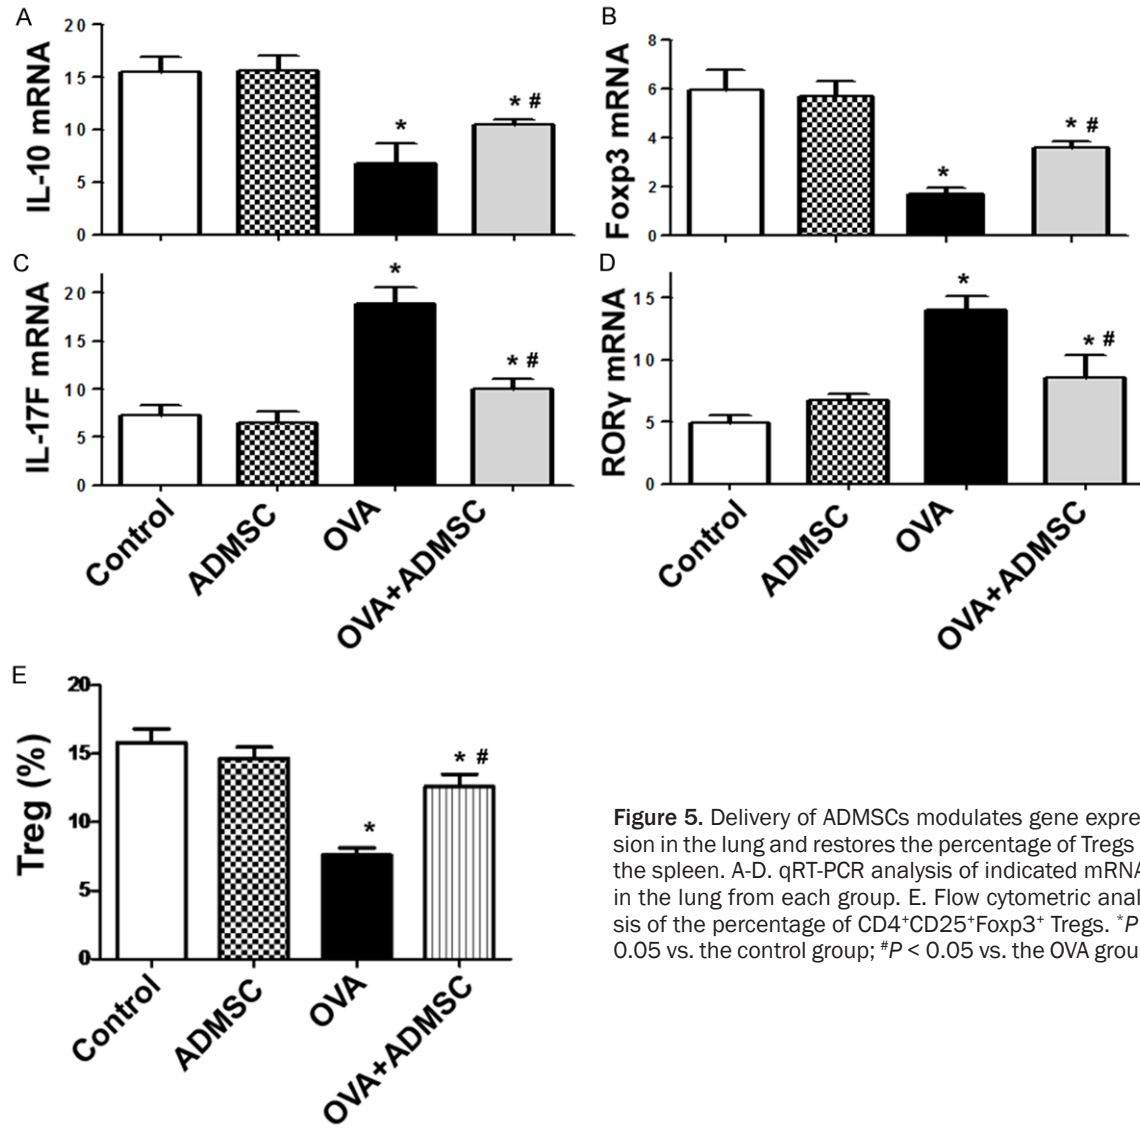 A
IL-10 mRNA
20
15
10
5
0
*
* #
B
Foxp3 mRNA
8
6
4
2
0
*
* #
C
IL-17F mRNA
20
15
10
5
0
*
* #
Control
ADMSC
OVA
OVA+ADMSC
D
RORγ mRNA
15
10
5
0
*
* #
Control
ADMSC
OVA
OVA+ADMSC
E
Treg (%)
20
15
10
5
0
*
* #
Control
ADMSC
OVA
OVA+ADMSC
Figure 5. Delivery of ADMSCs modulates gene expre
sion in the lung and restores the percentage of Tregs
the spleen. A-D. qRT-PCR analysis of indicated mRNA
in the lung from each group. E. Flow cytometric anal
sis of the percentage of CD4⁺CD25⁺Foxp3⁺ Tregs. *P
0.05 vs. the control group; #P < 0.05 vs. the OVA grou